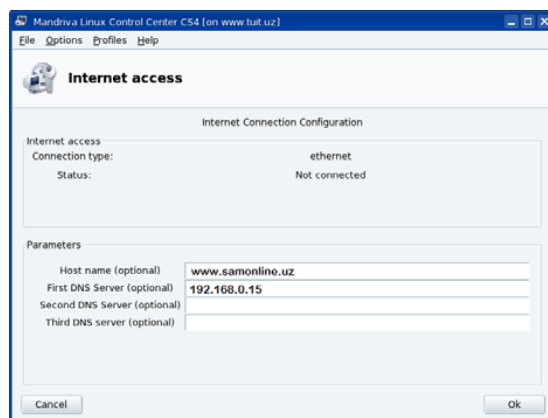 Mandriva Linux Control Center CS4 [on www.tuit.uz]
File Options Profiles Help
Internet access
Internet Connection Configuration
Internet access
Connection type: ethernet
Status: Not connected
Parameters
Host name (optional) www.samonline.uz
First DNS Server (optional) 192.168.0.15
Second DNS Server (optional)
Third DNS server (optional)
Cancel Ok